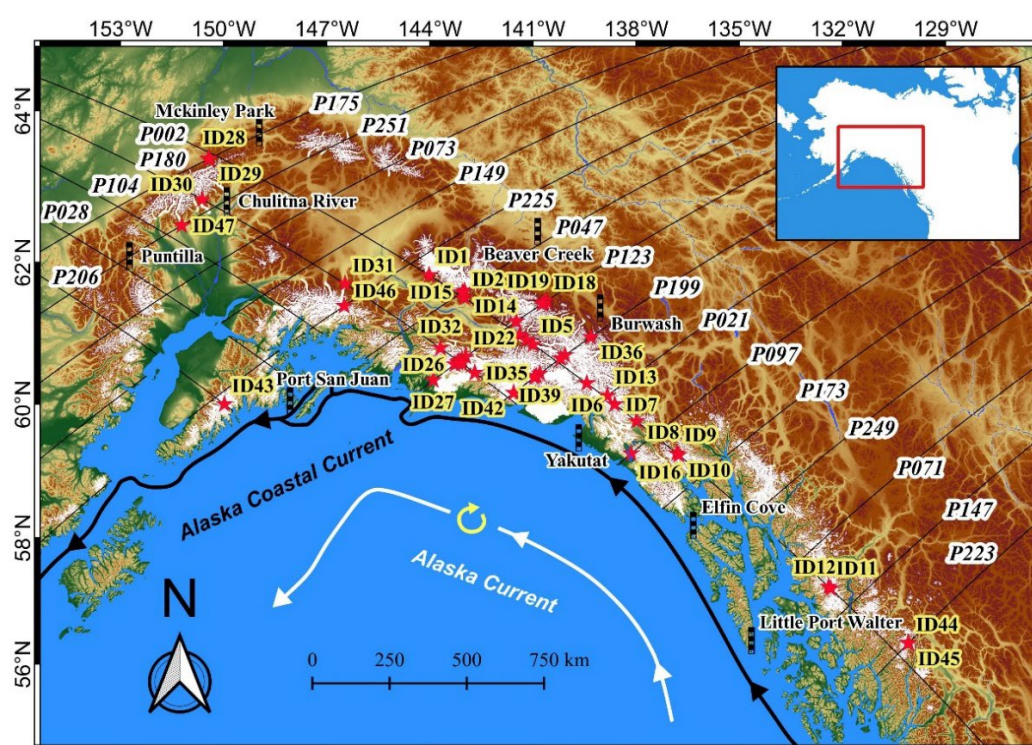 153°W
150°W
147°W
144°W
141°W
138°W
135°W
132°W
129°W
64°N
62°N
60°N
58°N
56°N
Mckinley Park
P175
P002
ID28
P251
P180
ID29
P073
P104
ID30
Chulitna River
P149
P028
ID47
P225
Puntilla
P047
P206
ID31
ID1
Beaver Creek
P123
ID46
ID15
ID2
ID19
ID18
ID14
P199
ID32
ID5
Burwash
P021
ID22
ID36
ID26
ID35
ID13
P097
ID43
Port San Juan
ID27
ID42
ID39
ID6
ID7
P173
ID8
ID9
P249
Yakutat
ID16
ID10
P071
Alaska Coastal Current
Elfin Cove
P147
Alaska Current
ID12
ID11
P223
N
Little Port Walter
ID44
ID45
0
250
500
750 km